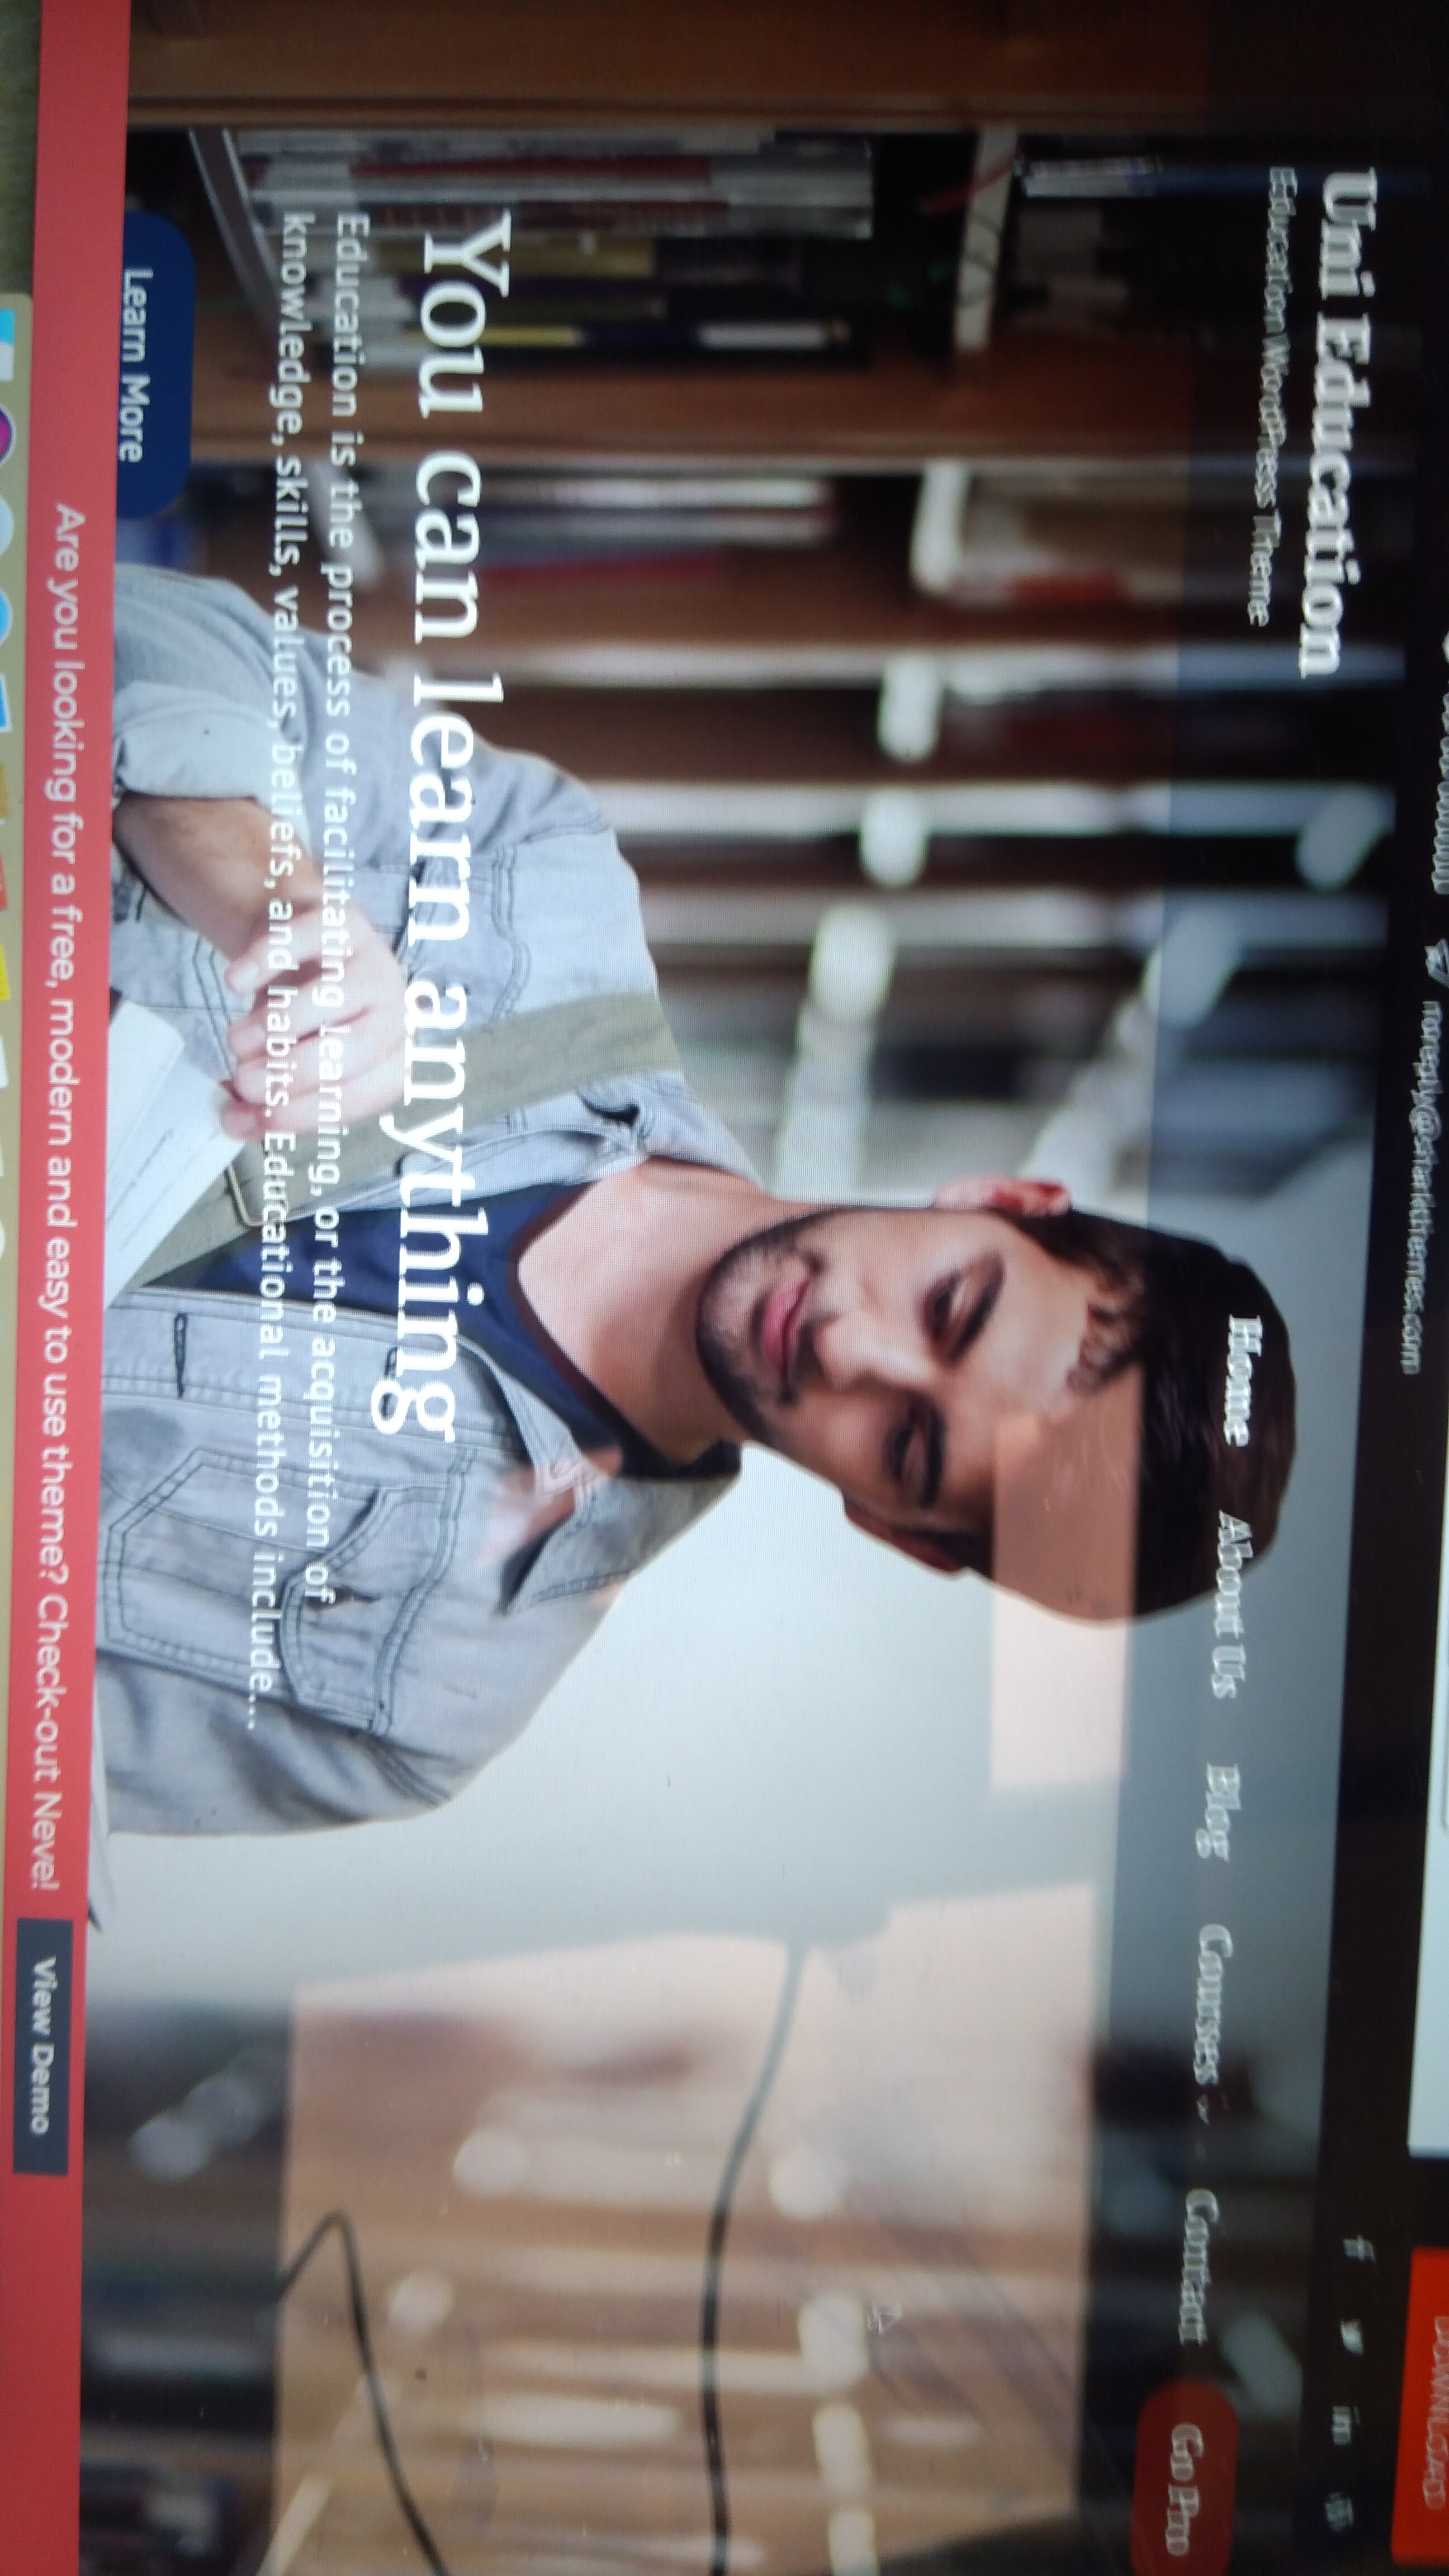 noreply@starkthemes.com
DOWNLOAD
Uni Education
Education WordPress Theme
Home About Us Blog Courses Contact Go Pro
You can learn anything
Education is the process of facilitating learning, or the acquisition of
knowledge, skills, values, beliefs, and habits. Educational methods include...
Learn More
Are you looking for a free, modern and easy to use theme? Check-out Neve! View Demo